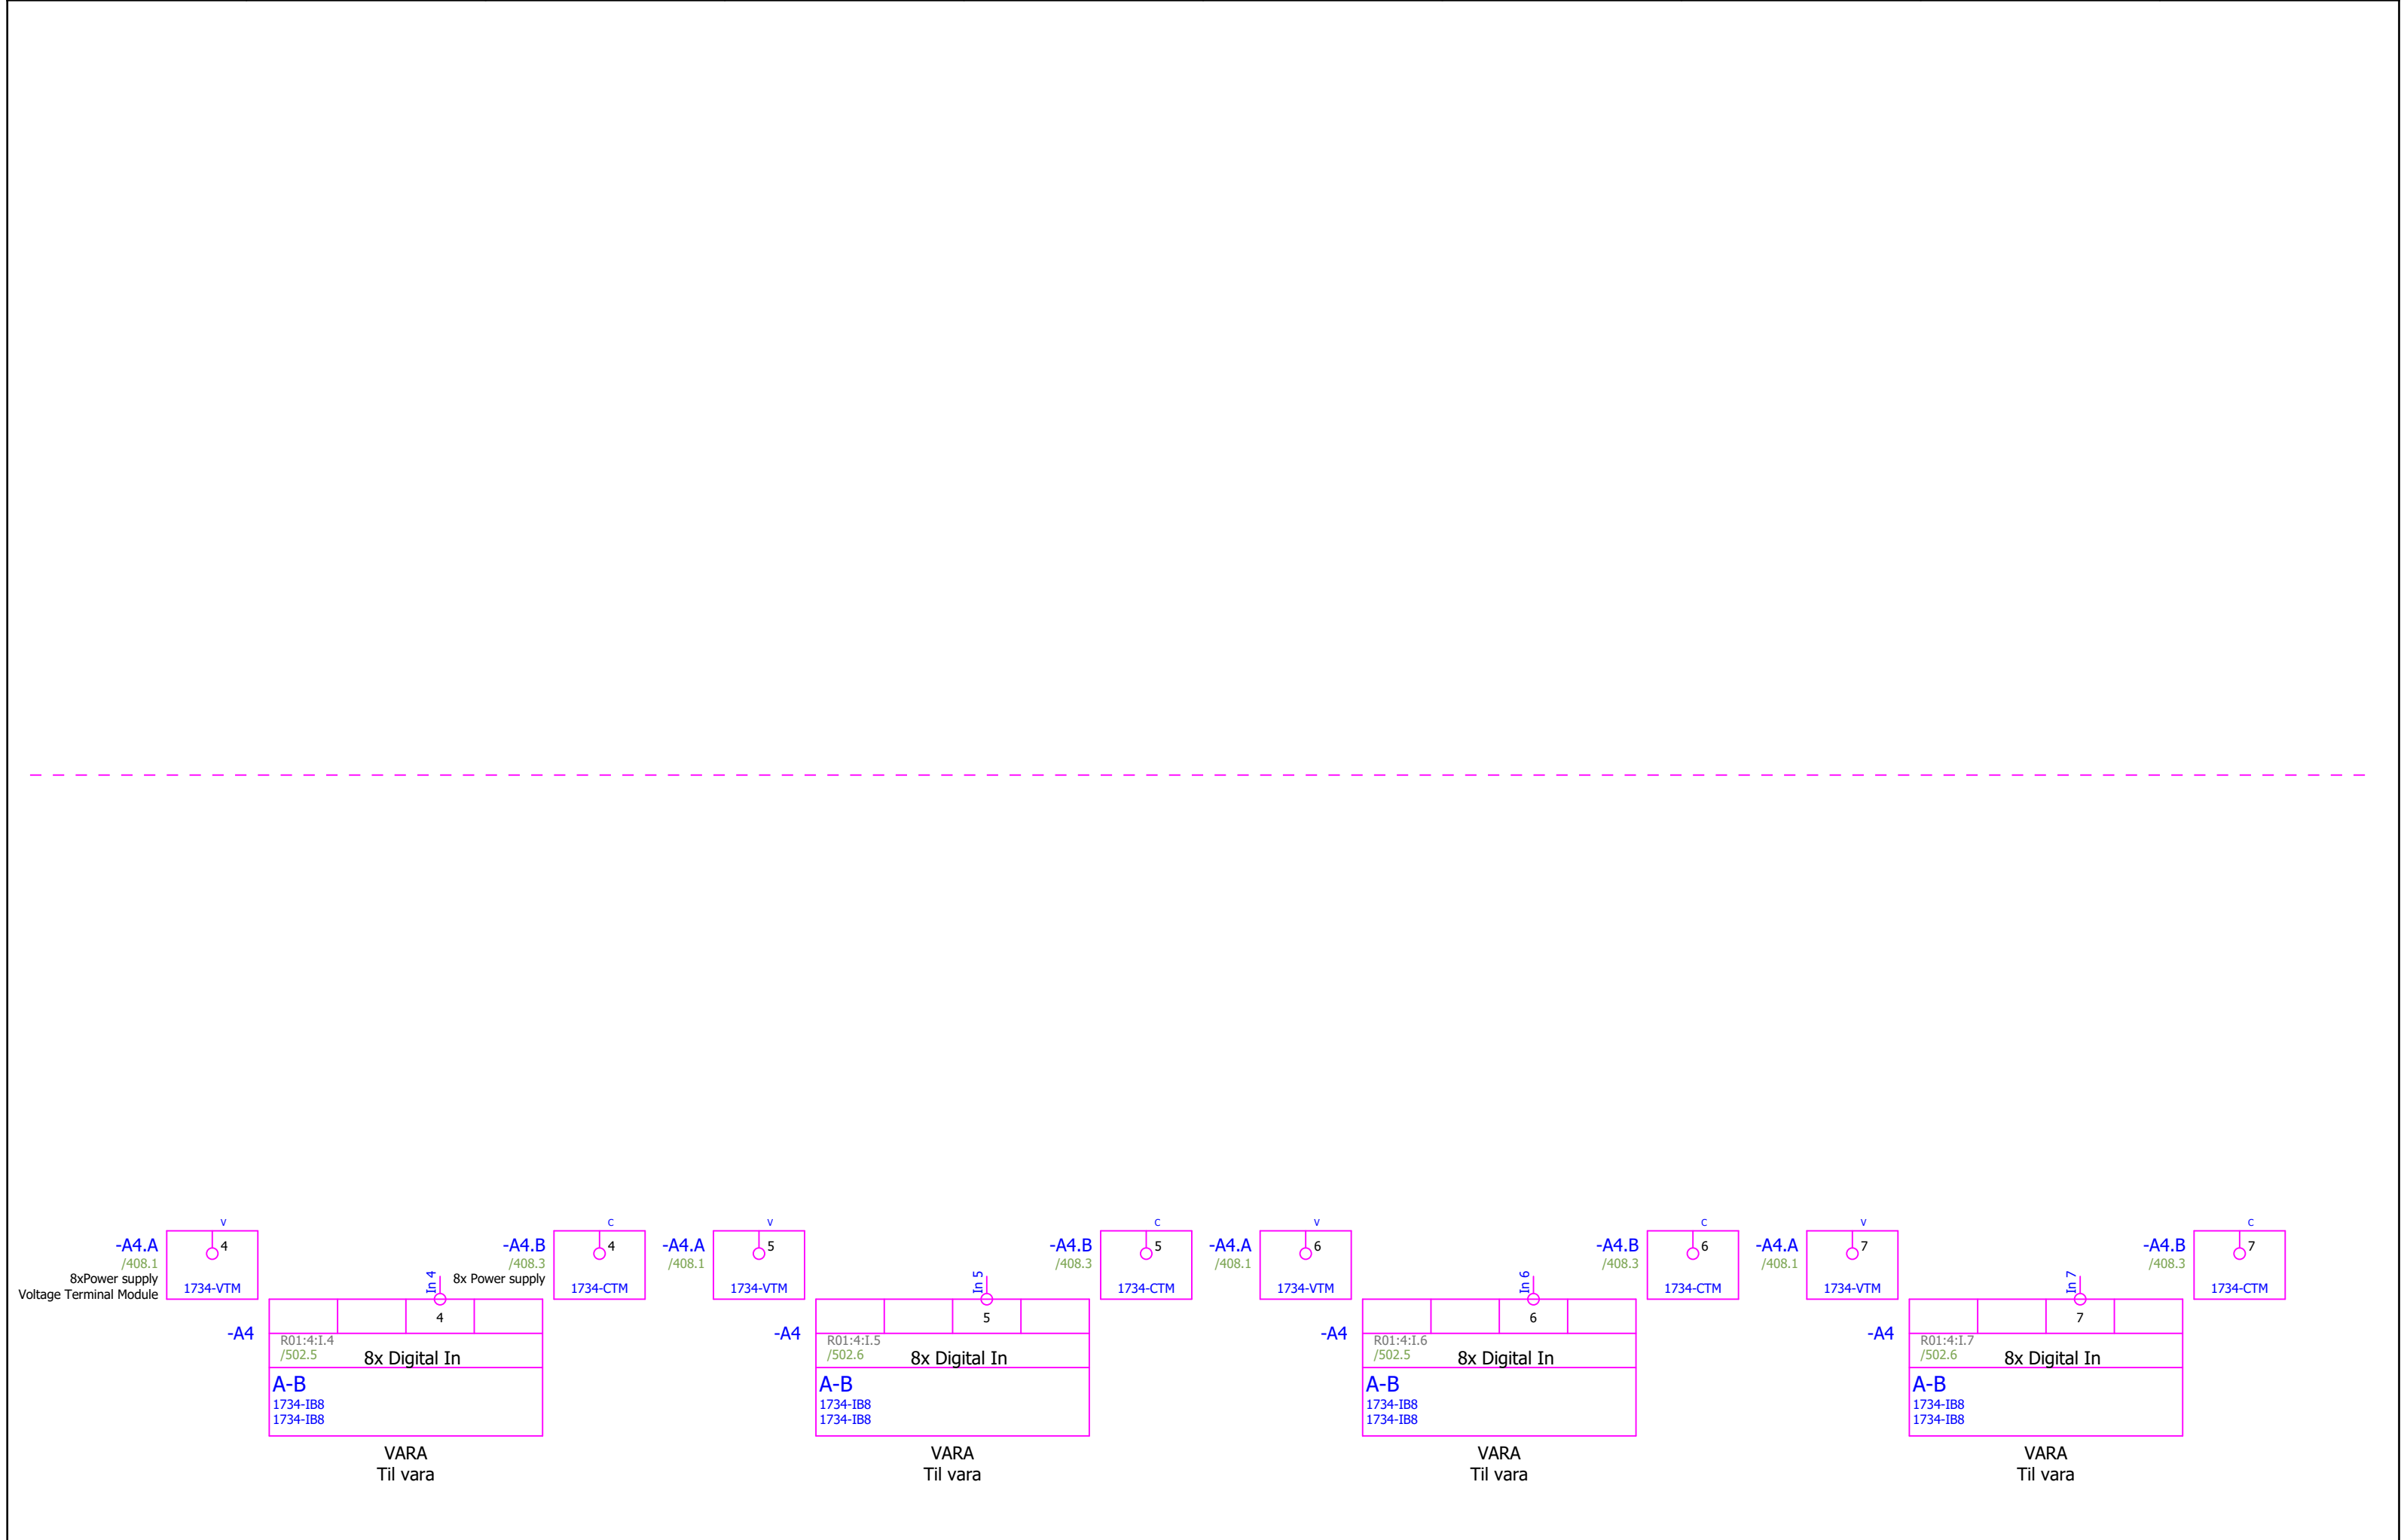 V
-A4.A
4
/408.1
8xPower supply
Voltage Terminal Module
1734-VTM
C
-A4.B
4
/408.3
8x Power supply
1734-CTM
In 4
4
-A4
R01:4:I.4
/502.5
8x Digital In
A-B
1734-IB8
1734-IB8
VARA
Til vara
V
-A4.A
5
/408.1
1734-VTM
C
-A4.B
5
/408.3
1734-CTM
In 5
5
-A4
R01:4:I.5
/502.6
8x Digital In
A-B
1734-IB8
1734-IB8
VARA
Til vara
V
-A4.A
6
/408.1
1734-VTM
C
-A4.B
6
/408.3
1734-CTM
In 6
6
-A4
R01:4:I.6
/502.5
8x Digital In
A-B
1734-IB8
1734-IB8
VARA
Til vara
V
-A4.A
7
/408.1
1734-VTM
C
-A4.B
7
/408.3
1734-CTM
In 7
7
-A4
R01:4:I.7
/502.6
8x Digital In
A-B
1734-IB8
1734-IB8
VARA
Til vara